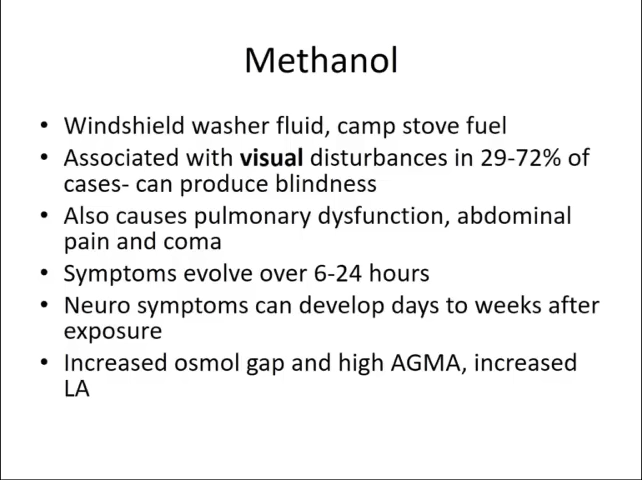 Methanol
• Windshield washer fluid, camp stove fuel
• Associated with visual disturbances in 29-72% of
cases- can produce blindness
• Also causes pulmonary dysfunction, abdominal
pain and coma
• Symptoms evolve over 6-24 hours
• Neuro symptoms can develop days to weeks after
exposure
• Increased osmol gap and high AGMA, increased
LA